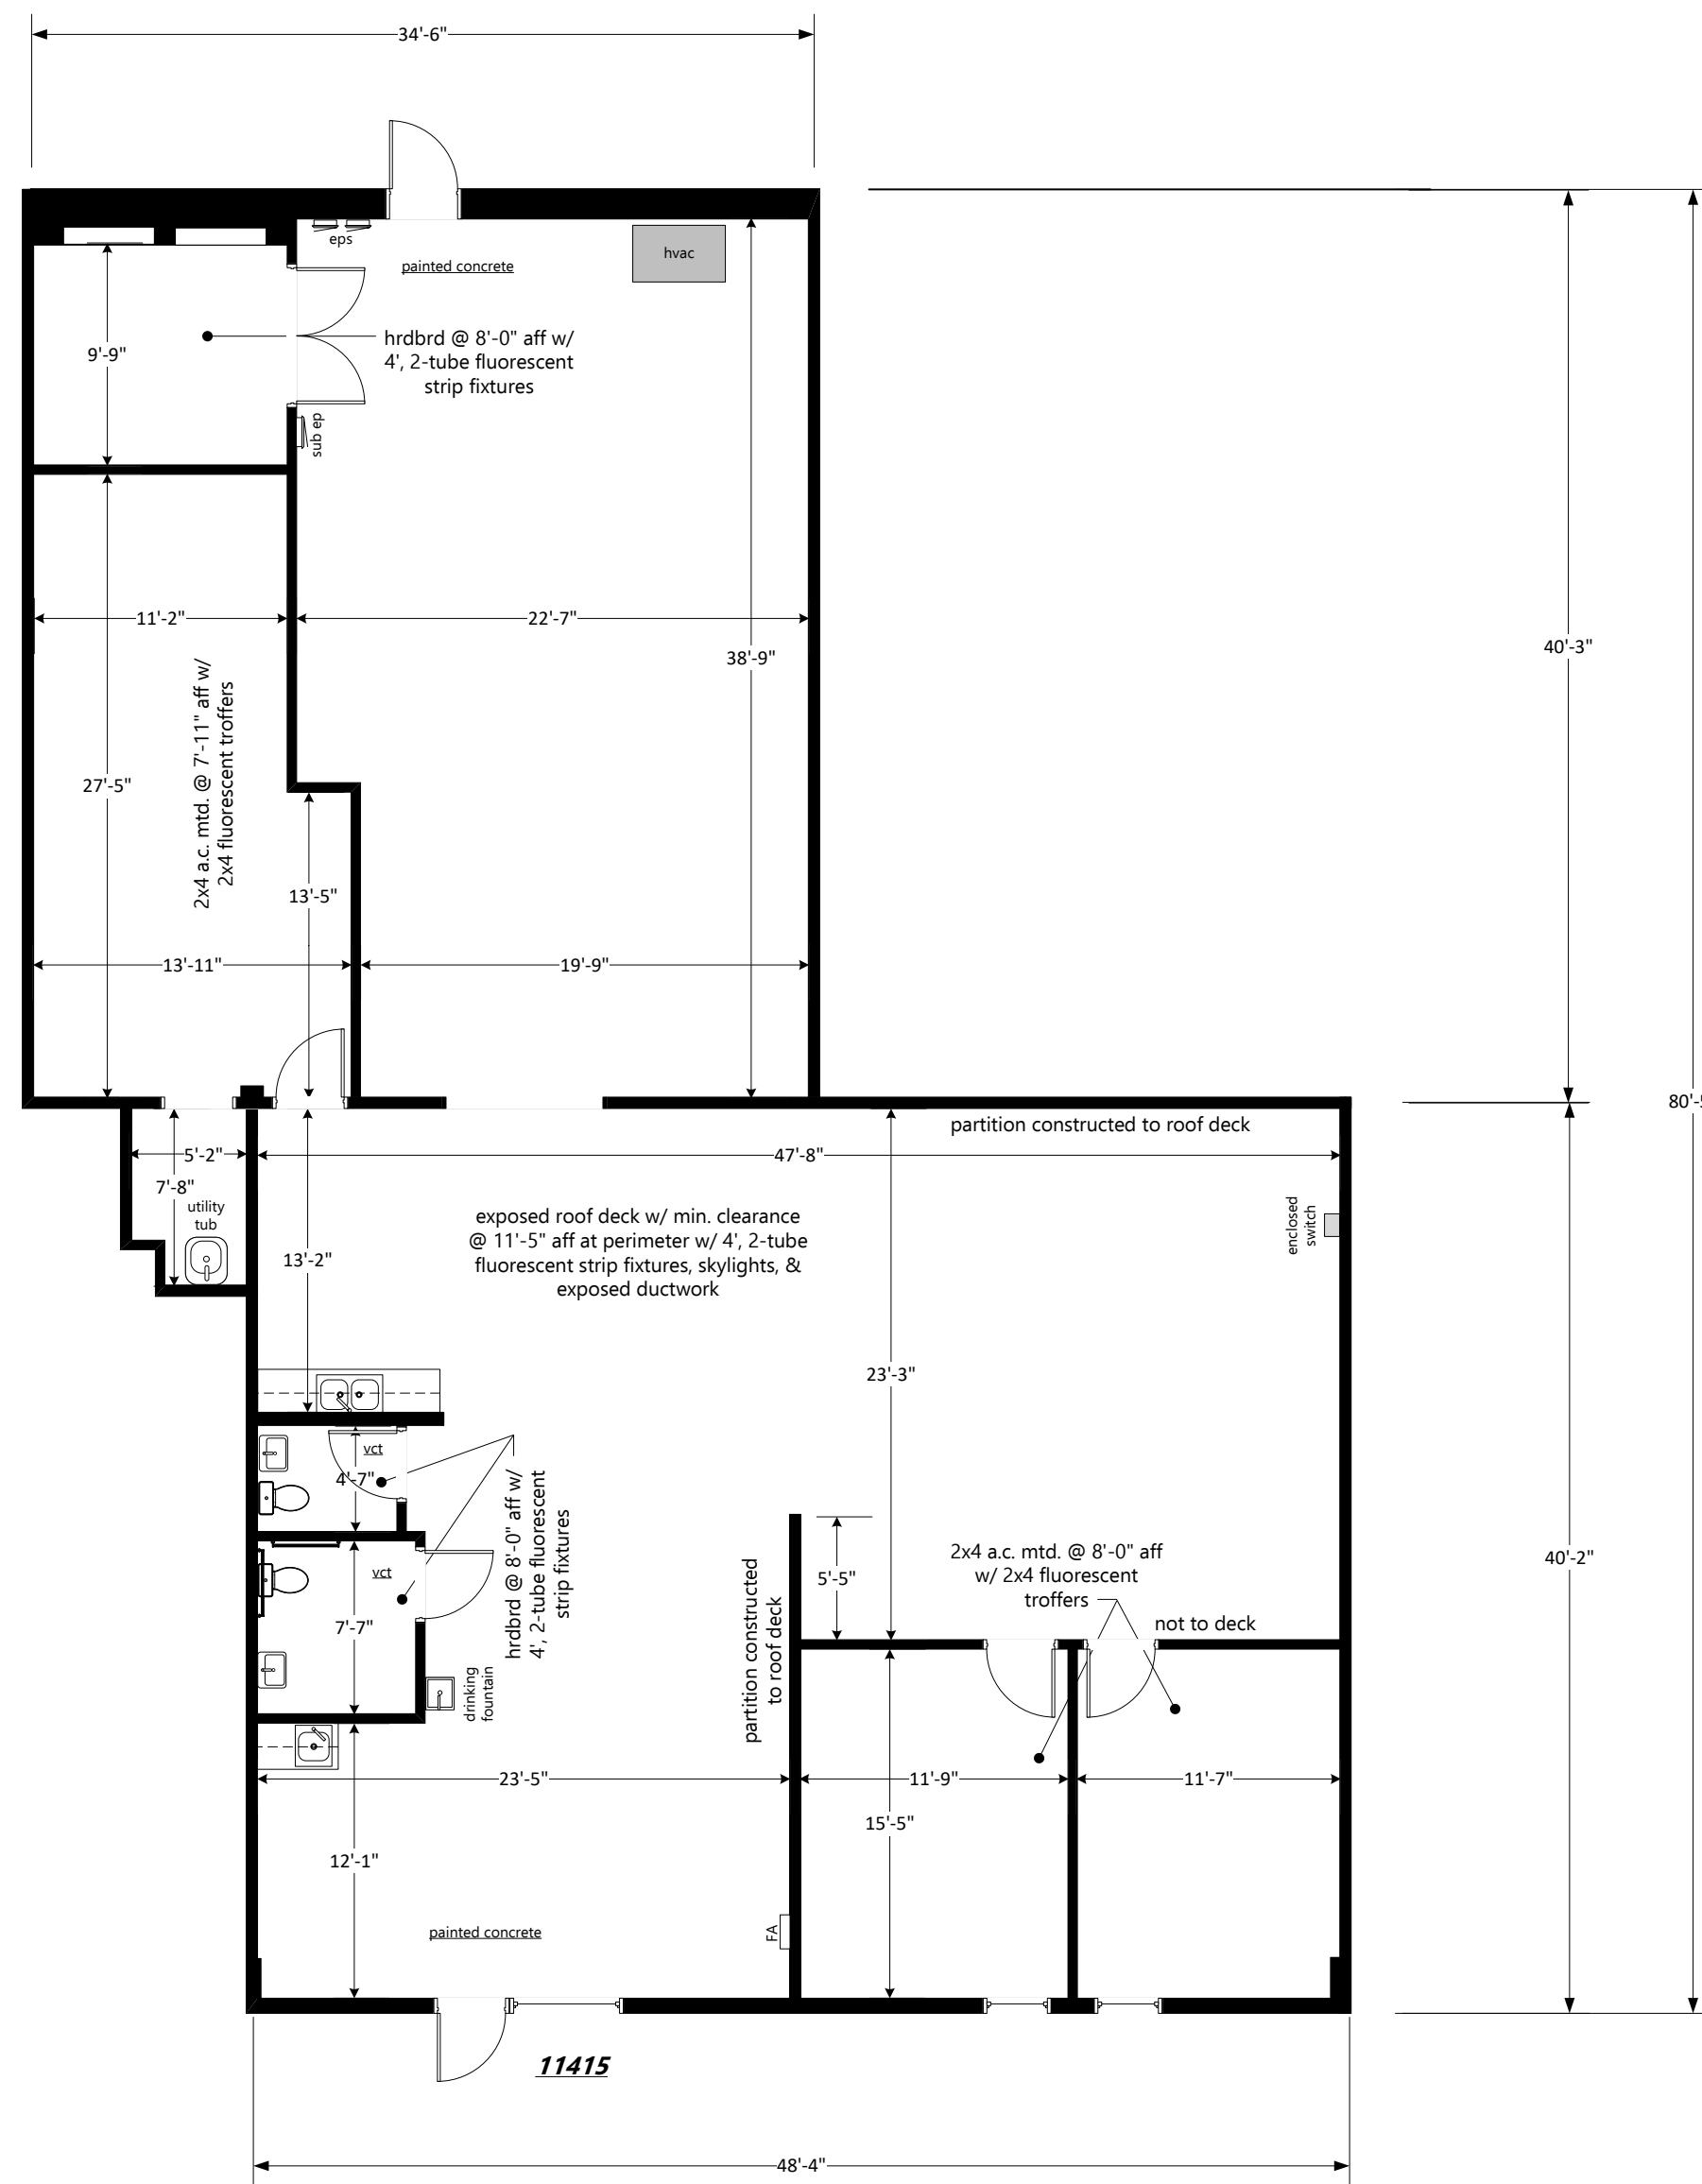 34'-6"
eps
painted concrete
hvac
hrdbrd @ 8'-0" aff w/
4', 2-tube fluorescent
strip fixtures
9'-9"
sub ep
11'-2"
22'-7"
38'-9"
40'-3"
2x4 a.c. mtd. @ 7'-11" aff w/
2x4 fluorescent troffers
27'-5"
13'-5"
13'-11"
19'-9"
80'-5
partition constructed to roof deck
5'-2"
47'-8"
7'-8"
utility
tub
enclosed
switch
exposed roof deck w/ min. clearance
@ 11'-5" aff at perimeter w/ 4', 2-tube
fluorescent strip fixtures, skylights, &
exposed ductwork
13'-2"
23'-3"
vct
4'-7"
hrdbrd @ 8'-0" aff w/
4', 2-tube fluorescent
strip fixtures
2x4 a.c. mtd. @ 8'-0" aff
w/ 2x4 fluorescent
troffers
40'-2"
vct
5'-5"
partition constructed
to roof deck
7'-7"
not to deck
drinking
fountain
23'-5"
11'-9"
11'-7"
15'-5"
12'-1"
painted concrete
FA
11415
48'-4"